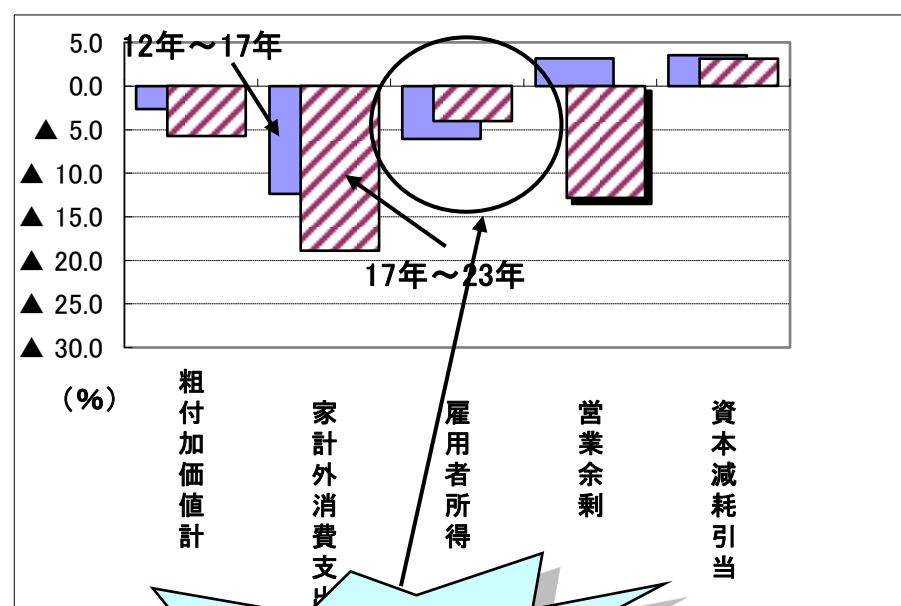 5.0
0.0
▲ 5.0
▲ 10.0
▲ 15.0
▲ 20.0
▲ 25.0
▲ 30.0
(%)
12年～17年
17年～23年
粗付加価値計
家計外消費支出
雇用者所得
営業余剰
資本減耗引当